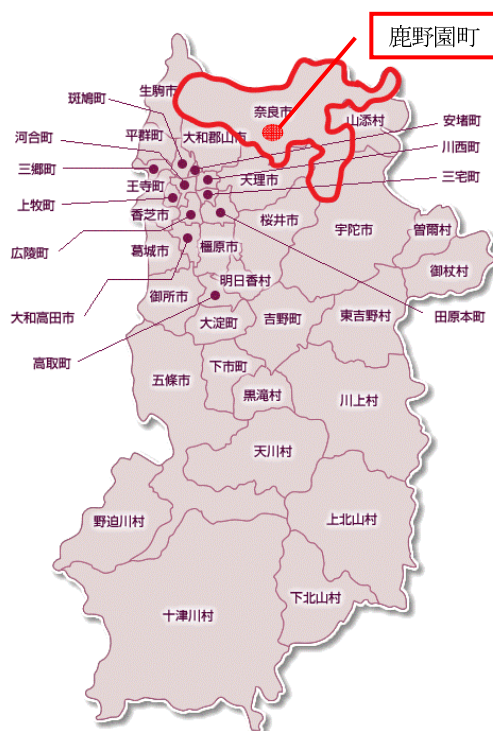 鹿野園町
生駒市
奈良市
斑鳩町
山添村
安堵町
河合町
平群町
大和郡山市
川西町
三郷町
天理市
三宅町
王寺町
上牧町
香芝市
桜井市
宇陀市
曽爾村
広陵町
葛城市
橿原市
御杖村
明日香村
御所市
大和高田市
大淀町
吉野町
東吉野村
田原本町
高取町
五條市
下市町
黒滝村
川上村
天川村
野迫川村
上北山村
下北山村
十津川村